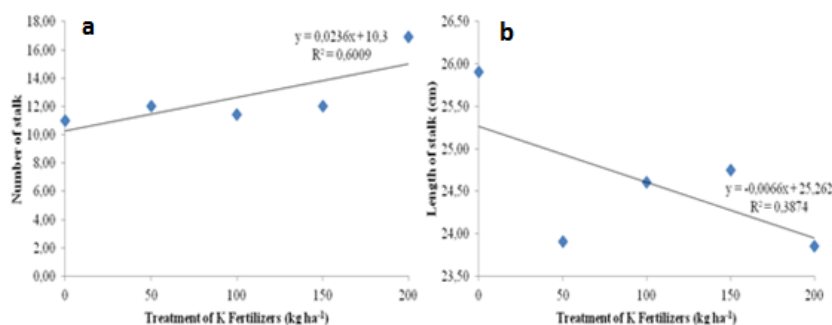 a
y = 0,0236x + 10,3
R² = 0,6009
Number of stalk
18,00
16,00
14,00
12,00
10,00
8,00
6,00
4,00
2,00
0,00
0 50 100 150 200
Treatment of K Fertilizers (kg ha⁻¹)
b
y = -0,0066x + 25,262
R² = 0,3874
Length of stalk (cm)
26,50
26,00
25,50
25,00
24,50
24,00
23,50
0 50 100 150 200
Treatment of K Fertilizers (kg ha⁻¹)